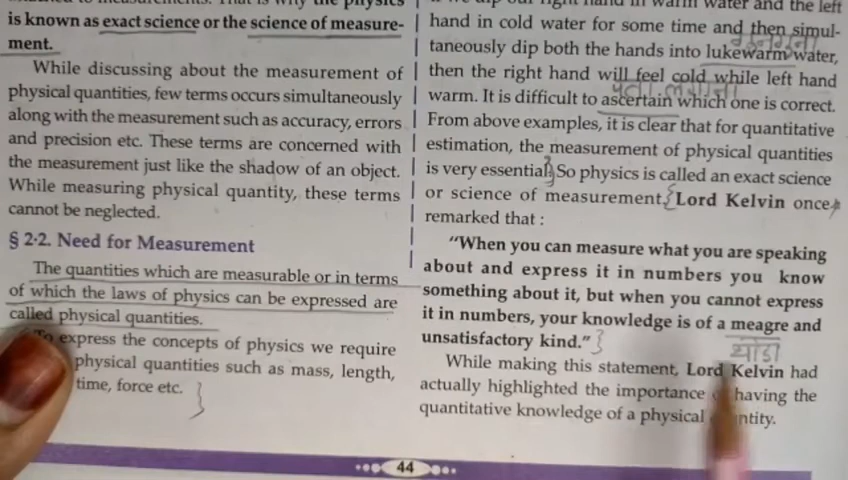 is known as exact science or the science of measure-
ment.
While discussing about the measurement of
physical quantities, few terms occurs simultaneously
along with the measurement such as accuracy, errors
and precision etc. These terms are concerned with
the measurement just like the shadow of an object.
While measuring physical quantity, these terms
cannot be neglected.
§ 2·2. Need for Measurement
The quantities which are measurable or in terms
of which the laws of physics can be expressed are
called physical quantities.
To express the concepts of physics we require
physical quantities such as mass, length,
time, force etc.
hand in cold water for some time and then simul-
गुनगुना
taneously dip both the hands into lukewarm water,
then the right hand will feel cold while left hand
पता लगाना
warm. It is difficult to ascertain which one is correct.
From above examples, it is clear that for quantitative
estimation, the measurement of physical quantities
is very essential. So physics is called an exact science
or science of measurement. Lord Kelvin once
remarked that :
"When you can measure what you are speaking
about and express it in numbers you know
something about it, but when you cannot express
it in numbers, your knowledge is of a meagre and
थोडा
unsatisfactory kind."
While making this statement, Lord Kelvin had
actually highlighted the importance having the
quantitative knowledge of a physical
44